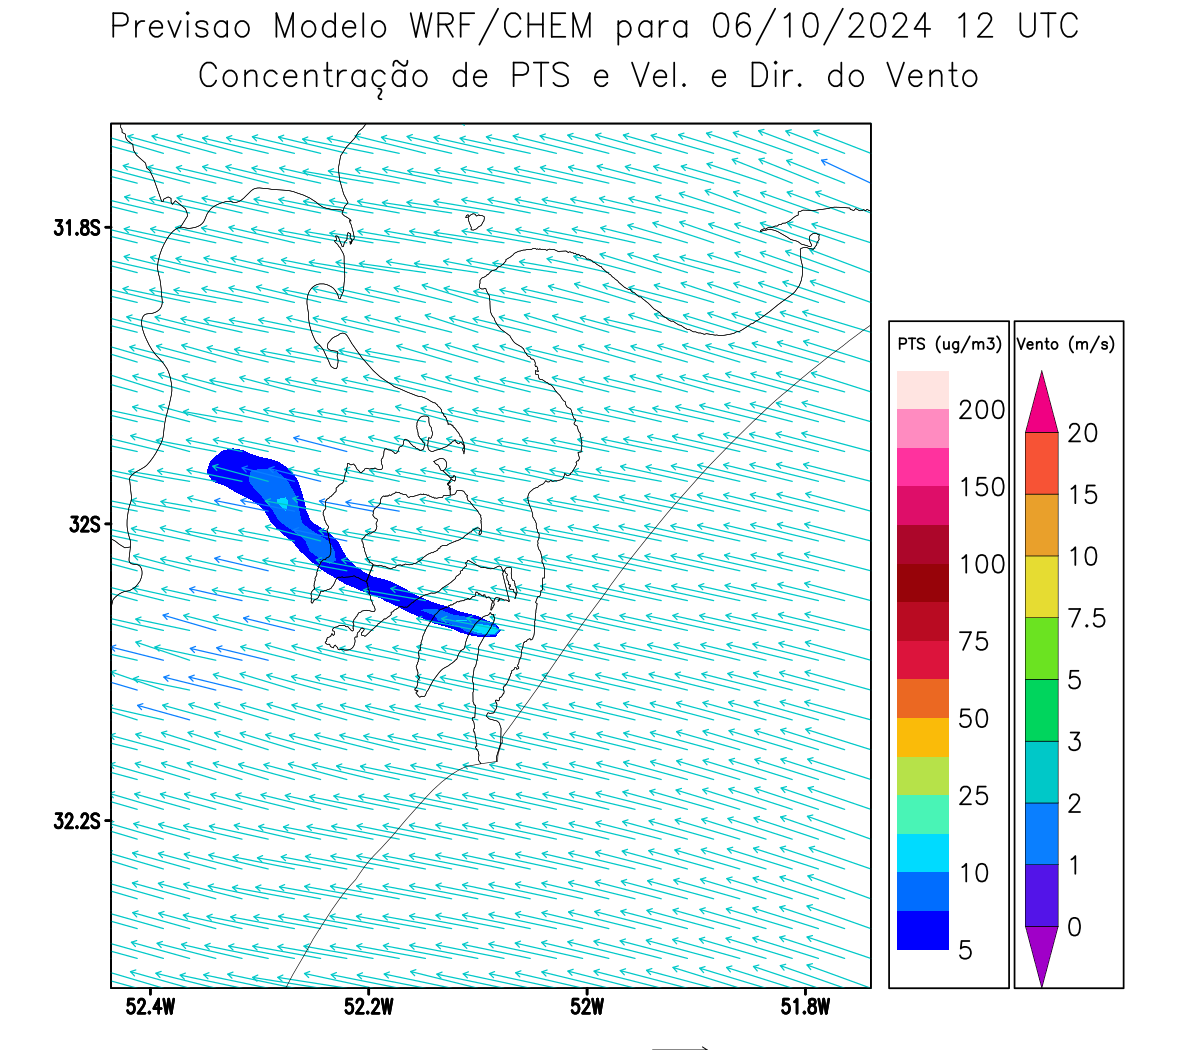 Previsao Modelo WRF/CHEM para 06/10/2024 12 UTC
Concentração de PTS e Vel. e Dir. do Vento
31.8S
32S
32.2S
52.4W
52.2W
52W
51.8W
PTS (ug/m3)
200
150
100
75
50
25
10
5
Vento (m/s)
20
15
10
7.5
5
3
2
1
0